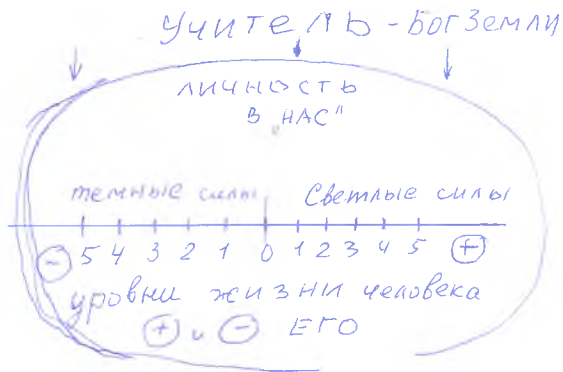 УЧИТЕЛЬ - БОГ ЗЕМЛИ
ЛИЧНОСТЬ
В НАС"
темные силы Светлые силы
- 5 4 3 2 1 0 1 2 3 4 5 +
уровни жизни человека
+ и - ЕГО